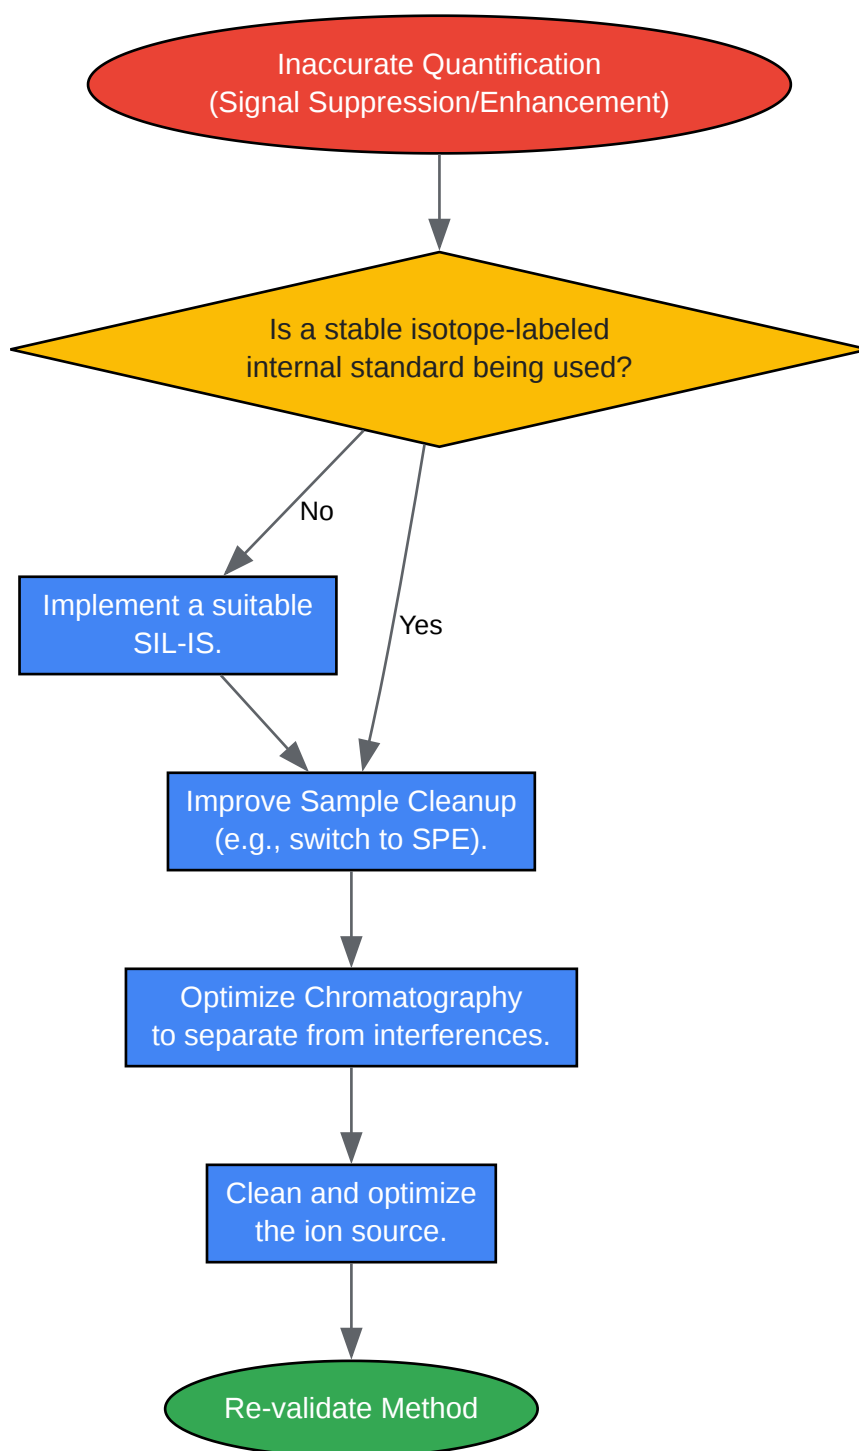 Inaccurate Quantification
(Signal Suppression/Enhancement)
Is a stable isotope-labeled
internal standard being used?
No
Implement a suitable
SIL-IS.
Yes
Improve Sample Cleanup
(e.g., switch to SPE).
Optimize Chromatography
to separate from interferences.
Clean and optimize
the ion source.
Re-validate Method